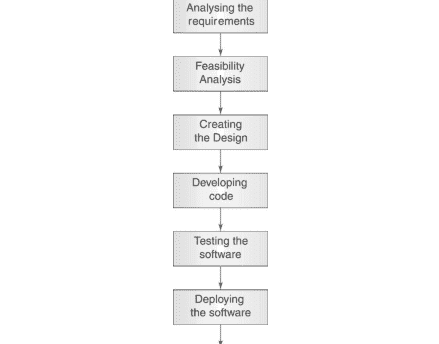 Analysing the
requirements
Feasibility
Analysis
Creating
the Design
Developing
code
Testing the
software
Deploying
the software